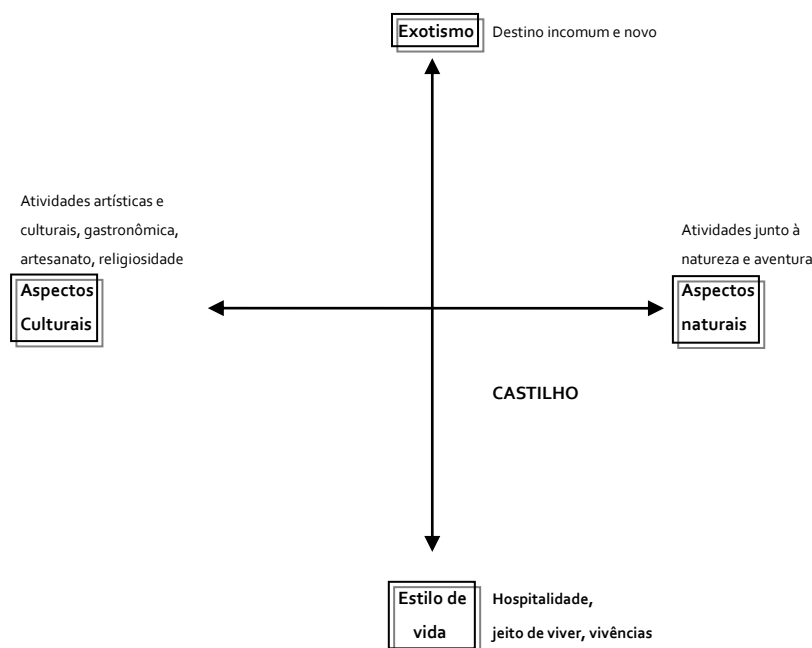 Exotismo Destino incomum e novo
Atividades artísticas e
culturais, gastronômica,
artesanato, religiosidade
Aspectos
Culturais
Atividades junto à
natureza e aventura
Aspectos
naturais
CASTILHO
Estilo de
vida
Hospitalidade,
jeito de viver, vivências